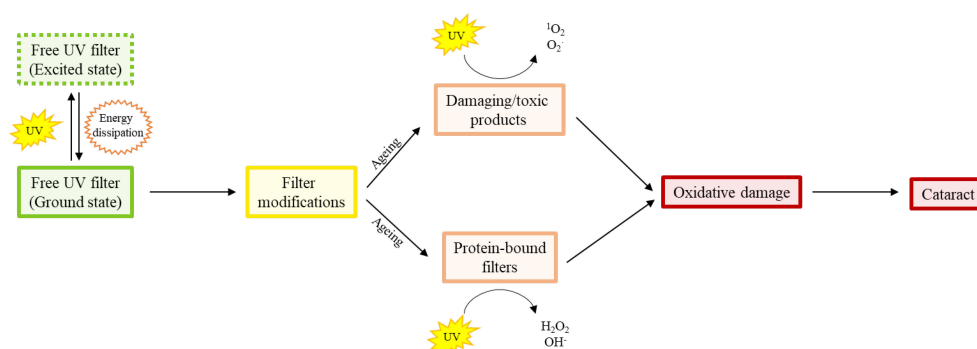 Free UV filter
(Excited state)
UV
Energy
dissipation
Free UV filter
(Ground state)
Filter
modifications
Ageing
Ageing
UV
¹O₂
O₂·
Damaging/toxic
products
Protein-bound
filters
UV
H₂O₂
OH·
Oxidative damage
Cataract